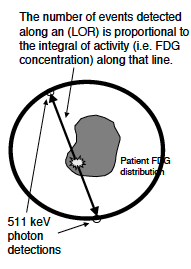 The number of events detected
along an (LOR) is proportional to
the integral of activity (i.e. FDG
concentration) along that line.
Patient FDG
distribution
511 keV
photon
detections